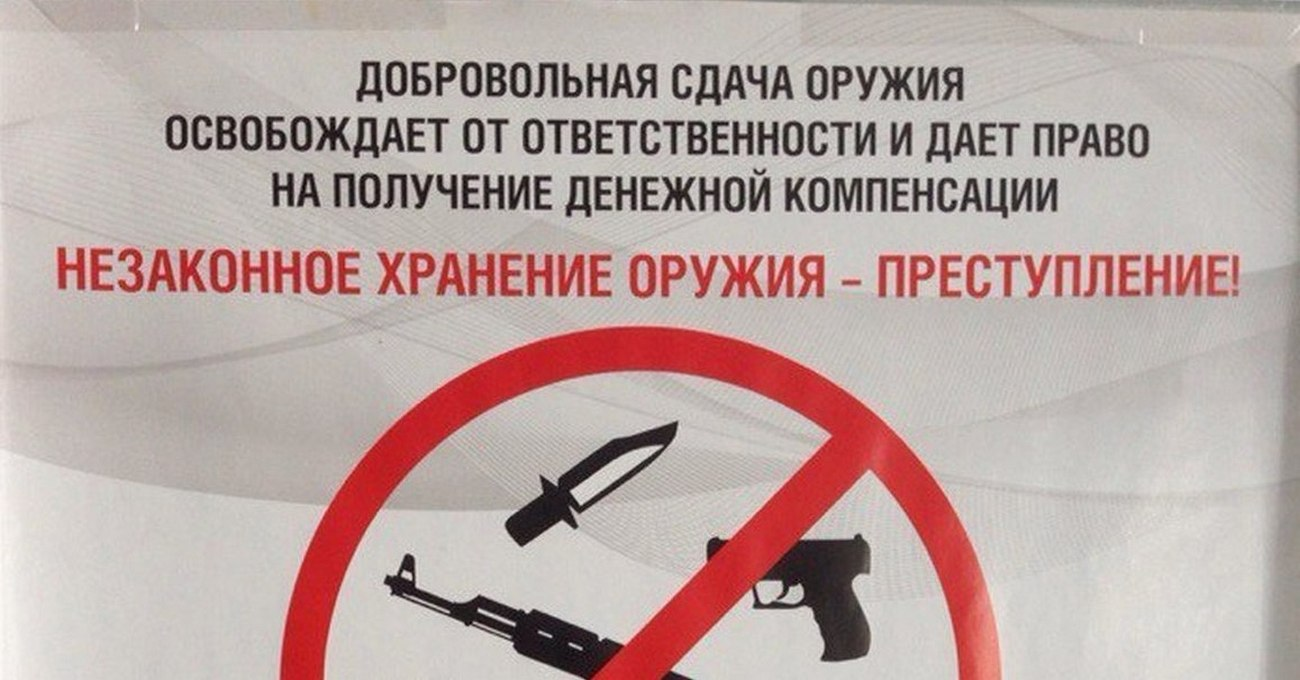 ДОБРОВОЛЬНАЯ СДАЧА ОРУЖИЯ
ОСВОБОЖДАЕТ ОТ ОТВЕТСТВЕННОСТИ И ДАЕТ ПРАВО
НА ПОЛУЧЕНИЕ ДЕНЕЖНОЙ КОМПЕНСАЦИИ
НЕЗАКОННОЕ ХРАНЕНИЕ ОРУЖИЯ – ПРЕСТУПЛЕНИЕ!